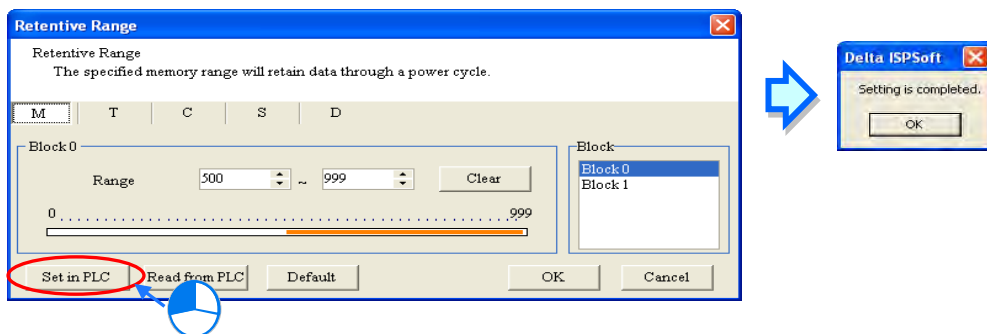 Retentive Range
Retentive Range
The specified memory range will retain data through a power cycle.
M T C S D
Block 0
Range 500 ~ 999 Clear
0 999
Block
Block 0
Block 1
Set in PLC Read from PLC Default OK Cancel
Delta ISPSoft
Setting is completed.
OK